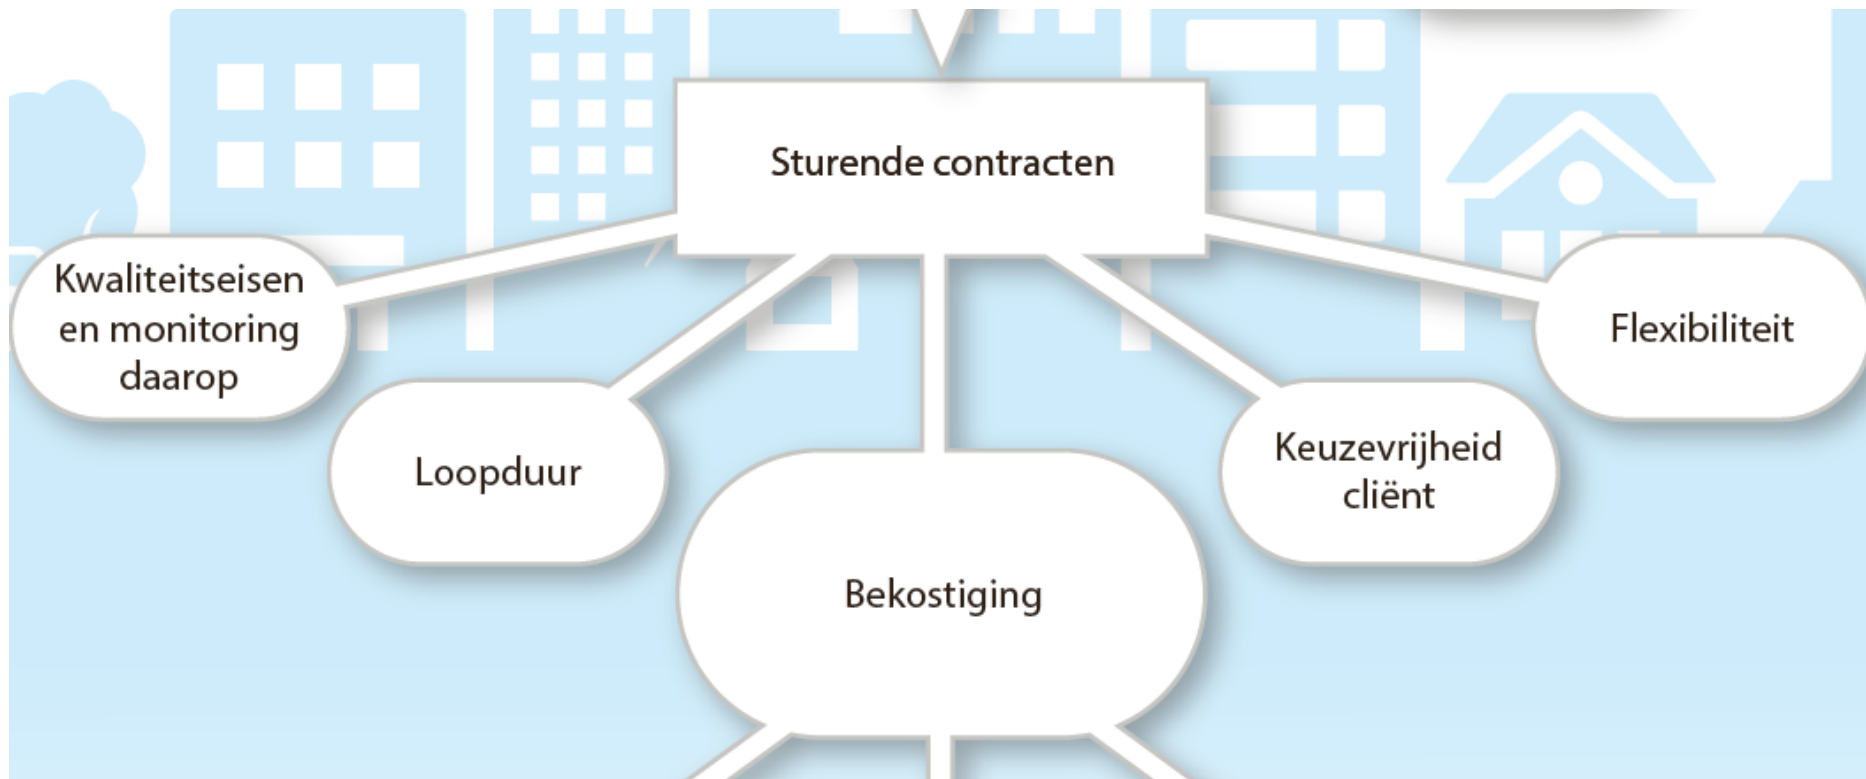 Sturende contracten
Kwaliteitseisen
en monitoring
daarop
Loopduur
Bekostiging
Keuzevrijheid
cliënt
Flexibiliteit